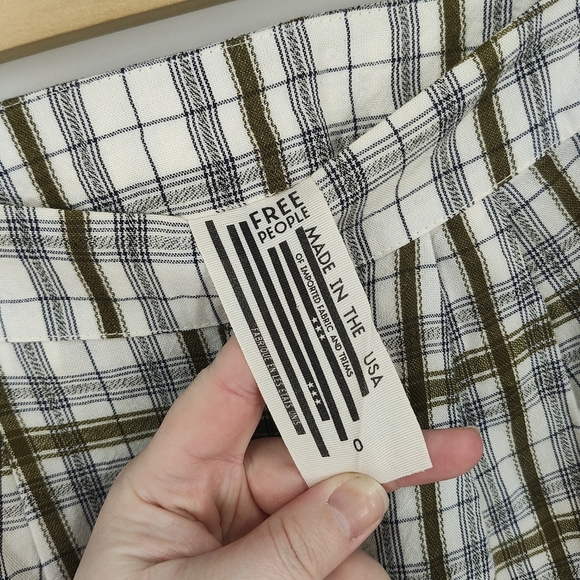 FREE
PEOPLE
MADE IN THE USA
OF IMPORTED FABRIC AND TRIMS
0